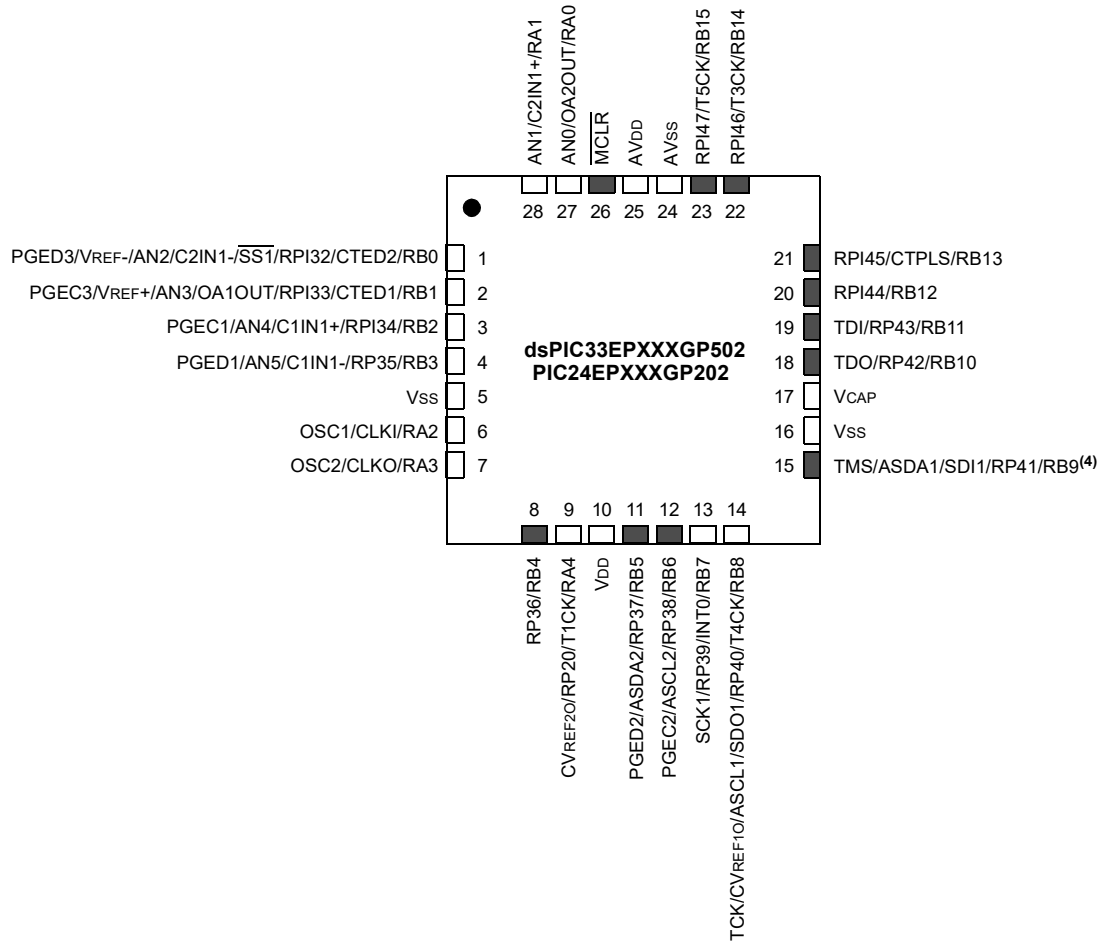 AN1/C2IN1+/RA1
AN0/OA2OUT/RA0
MCLR
AVDD
AVSS
RPI47/T5CK/RB15
RPI46/T3CK/RB14
28 27 26 25 24 23 22
PGED3/VREF-/AN2/C2IN1-/SS1/RPI32/CTED2/RB0 1
PGEC3/VREF+/AN3/OA1OUT/RPI33/CTED1/RB1 2
PGEC1/AN4/C1IN1+/RPI34/RB2 3
PGED1/AN5/C1IN1-/RP35/RB3 4
VSS 5
OSC1/CLKI/RA2 6
OSC2/CLKO/RA3 7
dsPIC33EPXXXGP502
PIC24EPXXXGP202
21 RPI45/CTPLS/RB13
20 RPI44/RB12
19 TDI/RP43/RB11
18 TDO/RP42/RB10
17 VCAP
16 VSS
15 TMS/ASDA1/SDI1/RP41/RB9(4)
8 9 10 11 12 13 14
RP36/RB4
CVREF2O/RP20/T1CK/RA4
VDD
PGED2/ASDA2/RP37/RB5
PGEC2/ASCL2/RP38/RB6
SCK1/RP39/INT0/RB7
TCK/CVREF1O/ASCL1/SDO1/RP40/T4CK/RB8